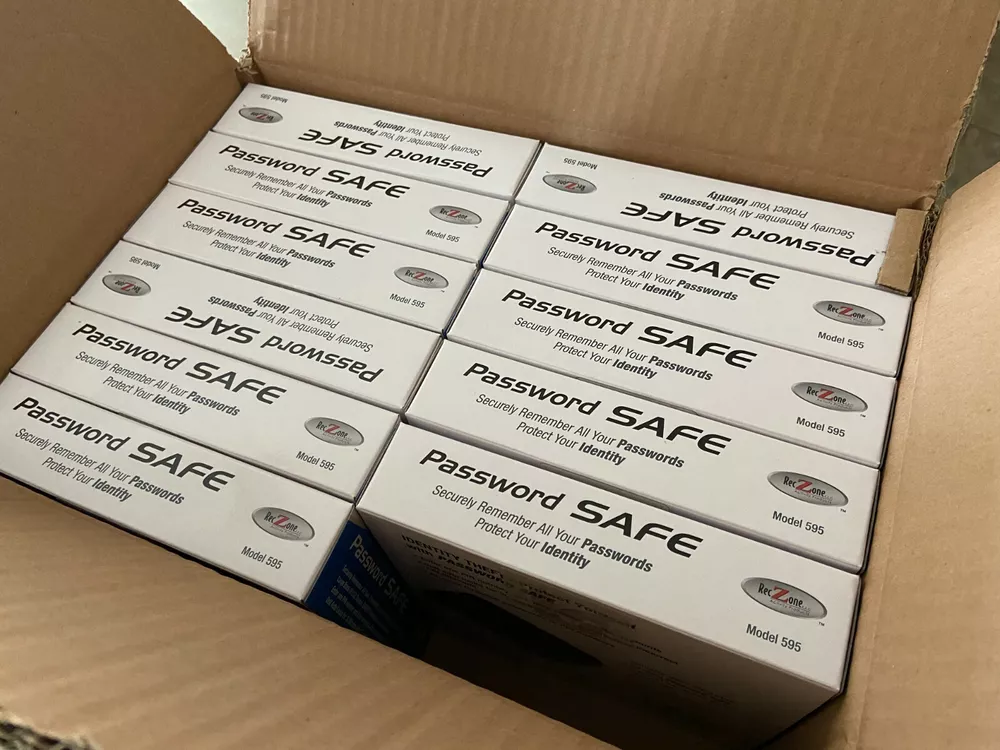 Model 595
RecZone
Password SAFE
Securely Remember All Your Passwords
Protect Your Identity
Password SAFE
Securely Remember All Your Passwords
Protect Your Identity
RecZone
Model 595
Password SAFE
Securely Remember All Your Passwords
Protect Your Identity
RecZone
Model 595
Model 595
RecZone
Password SAFE
Securely Remember All Your Passwords
Protect Your Identity
Password SAFE
Securely Remember All Your Passwords
Protect Your Identity
RecZone
Model 595
Password SAFE
Securely Remember All Your Passwords
Protect Your Identity
RecZone
Model 595
Model 595
RecZone
Password SAFE
Securely Remember All Your Passwords
Protect Your Identity
Password SAFE
Securely Remember All Your Passwords
Protect Your Identity
RecZone
™
Model 595
Password SAFE
Securely Remember All Your Passwords
Protect Your Identity
RecZone
™
Model 595
Password SAFE
Securely Remember All Your Passwords
Protect Your Identity
RecZone
™
Model 595
Password SAFE
Securely Remember All Your Passwords
Protect Your Identity
RecZone
™
Model 595
Password SAFE
IDENTITY THEFT